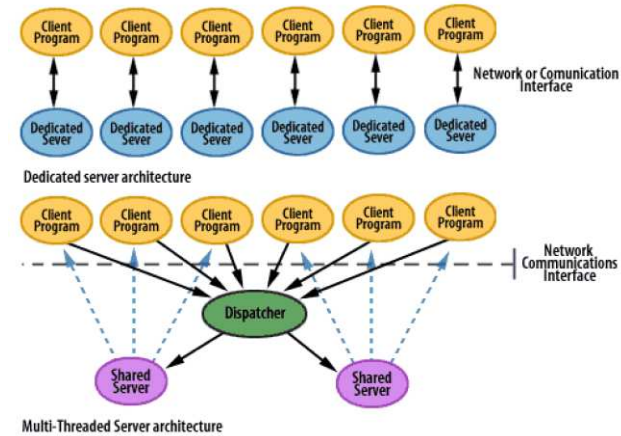 Client
Program
Client
Program
Client
Program
Client
Program
Client
Program
Client
Program
Network or Comunication
Interface
Dedicated
Sever
Dedicated
Sever
Dedicated
Sever
Dedicated
Sever
Dedicated
Sever
Dedicated
Sever
Dedicated server architecture
Client
Program
Client
Program
Client
Program
Client
Program
Client
Program
Client
Program
Network
Communications
Interface
Dispatcher
Shared
Server
Shared
Server
Multi-Threaded Server architecture